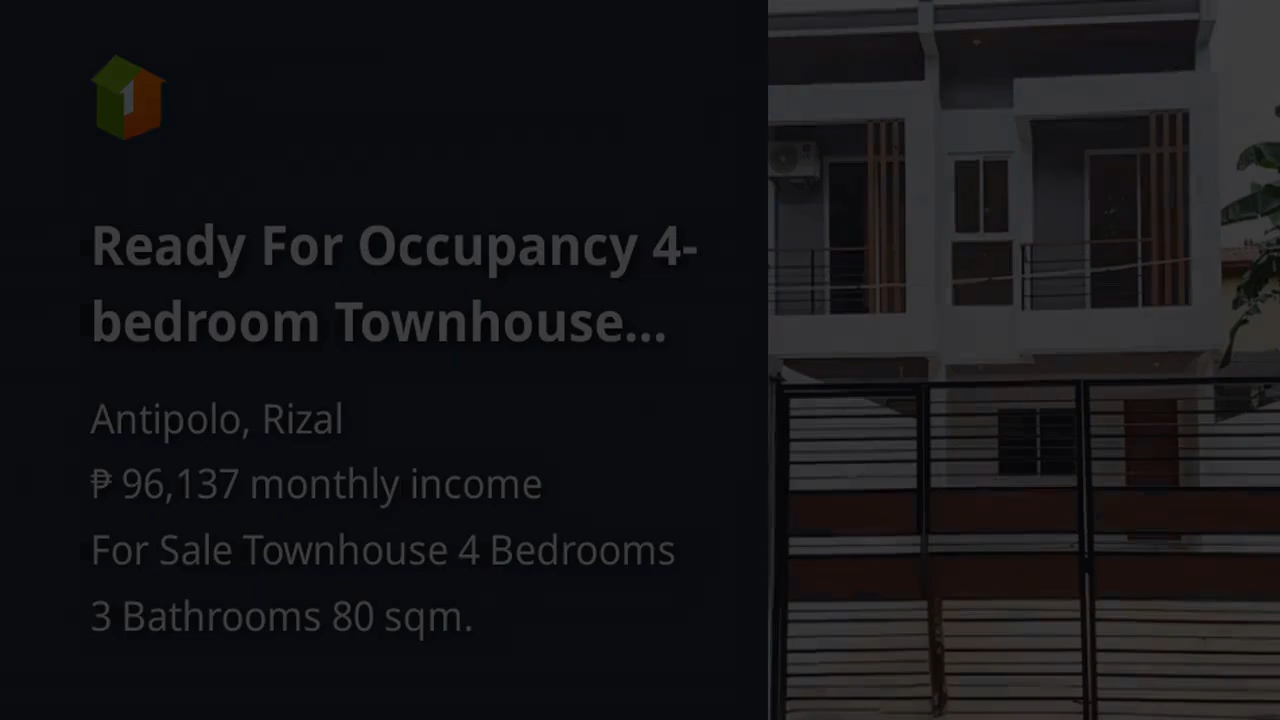 Ready For Occupancy 4-
bedroom Townhouse...
Antipolo, Rizal
₱ 96,137 monthly income
For Sale Townhouse 4 Bedrooms
3 Bathrooms 80 sqm.